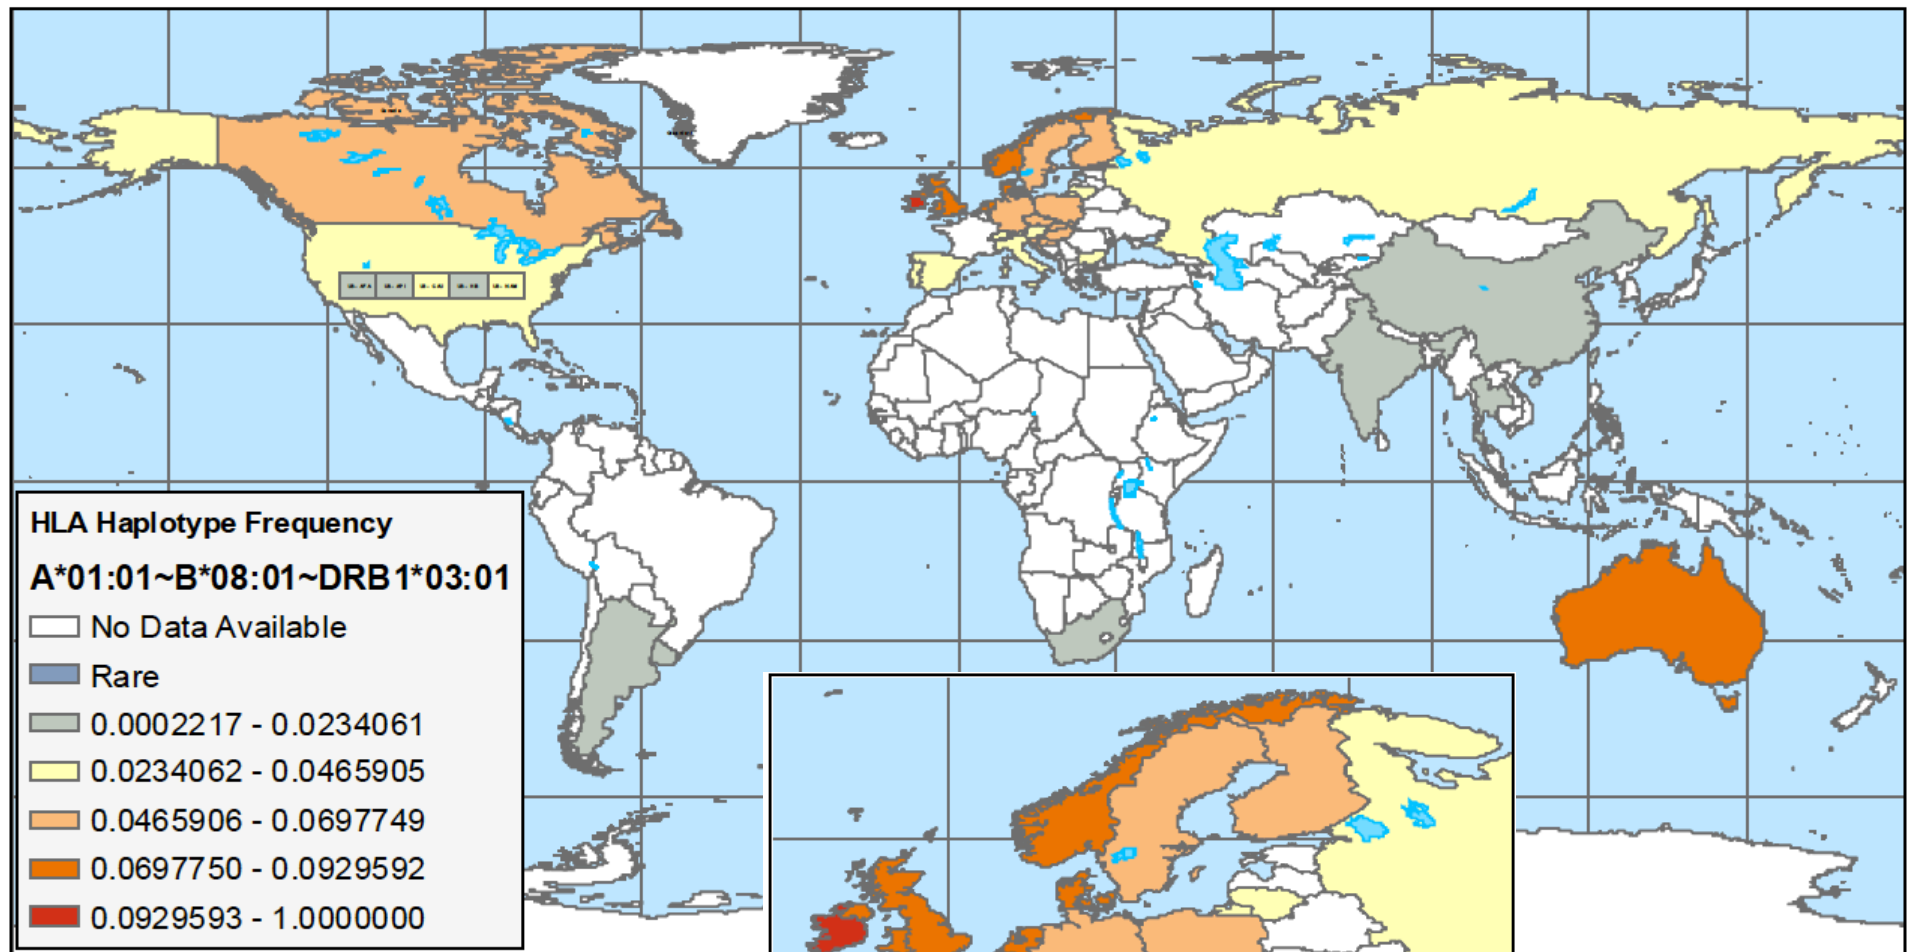 HLA Haplotype Frequency
A*01:01~B*08:01~DRB1*03:01
No Data Available
Rare
0.0002217 - 0.0234061
0.0234062 - 0.0465905
0.0465906 - 0.0697749
0.0697750 - 0.0929592
0.0929593 - 1.0000000